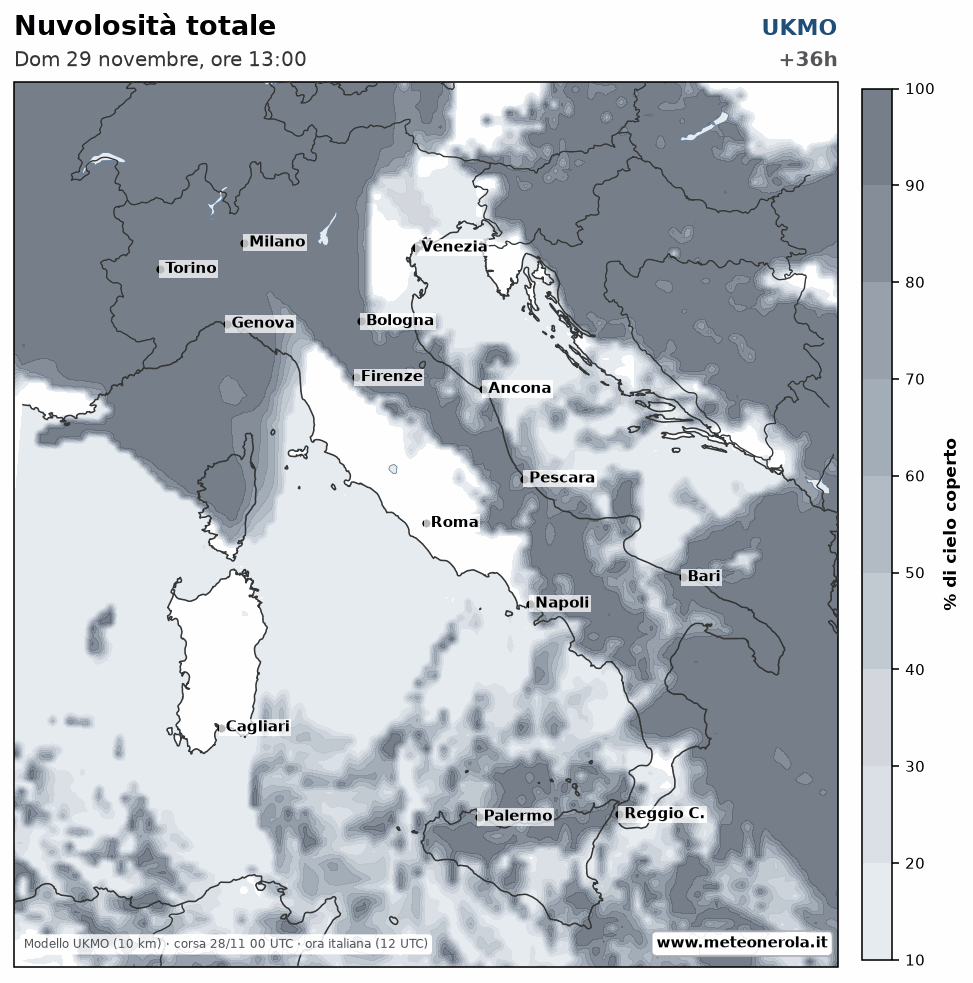 Nuvolosità totale
UKMO
Dom 29 novembre, ore 13:00
+36h
100
90
80
70
60
50
40
30
20
10
% di cielo coperto
Milano
Venezia
Torino
Genova
Bologna
Firenze
Ancona
Pescara
Roma
Bari
Napoli
Cagliari
Palermo
Reggio C.
Modello UKMO (10 km) · corsa 28/11 00 UTC · ora italiana (12 UTC)
www.meteonerola.it